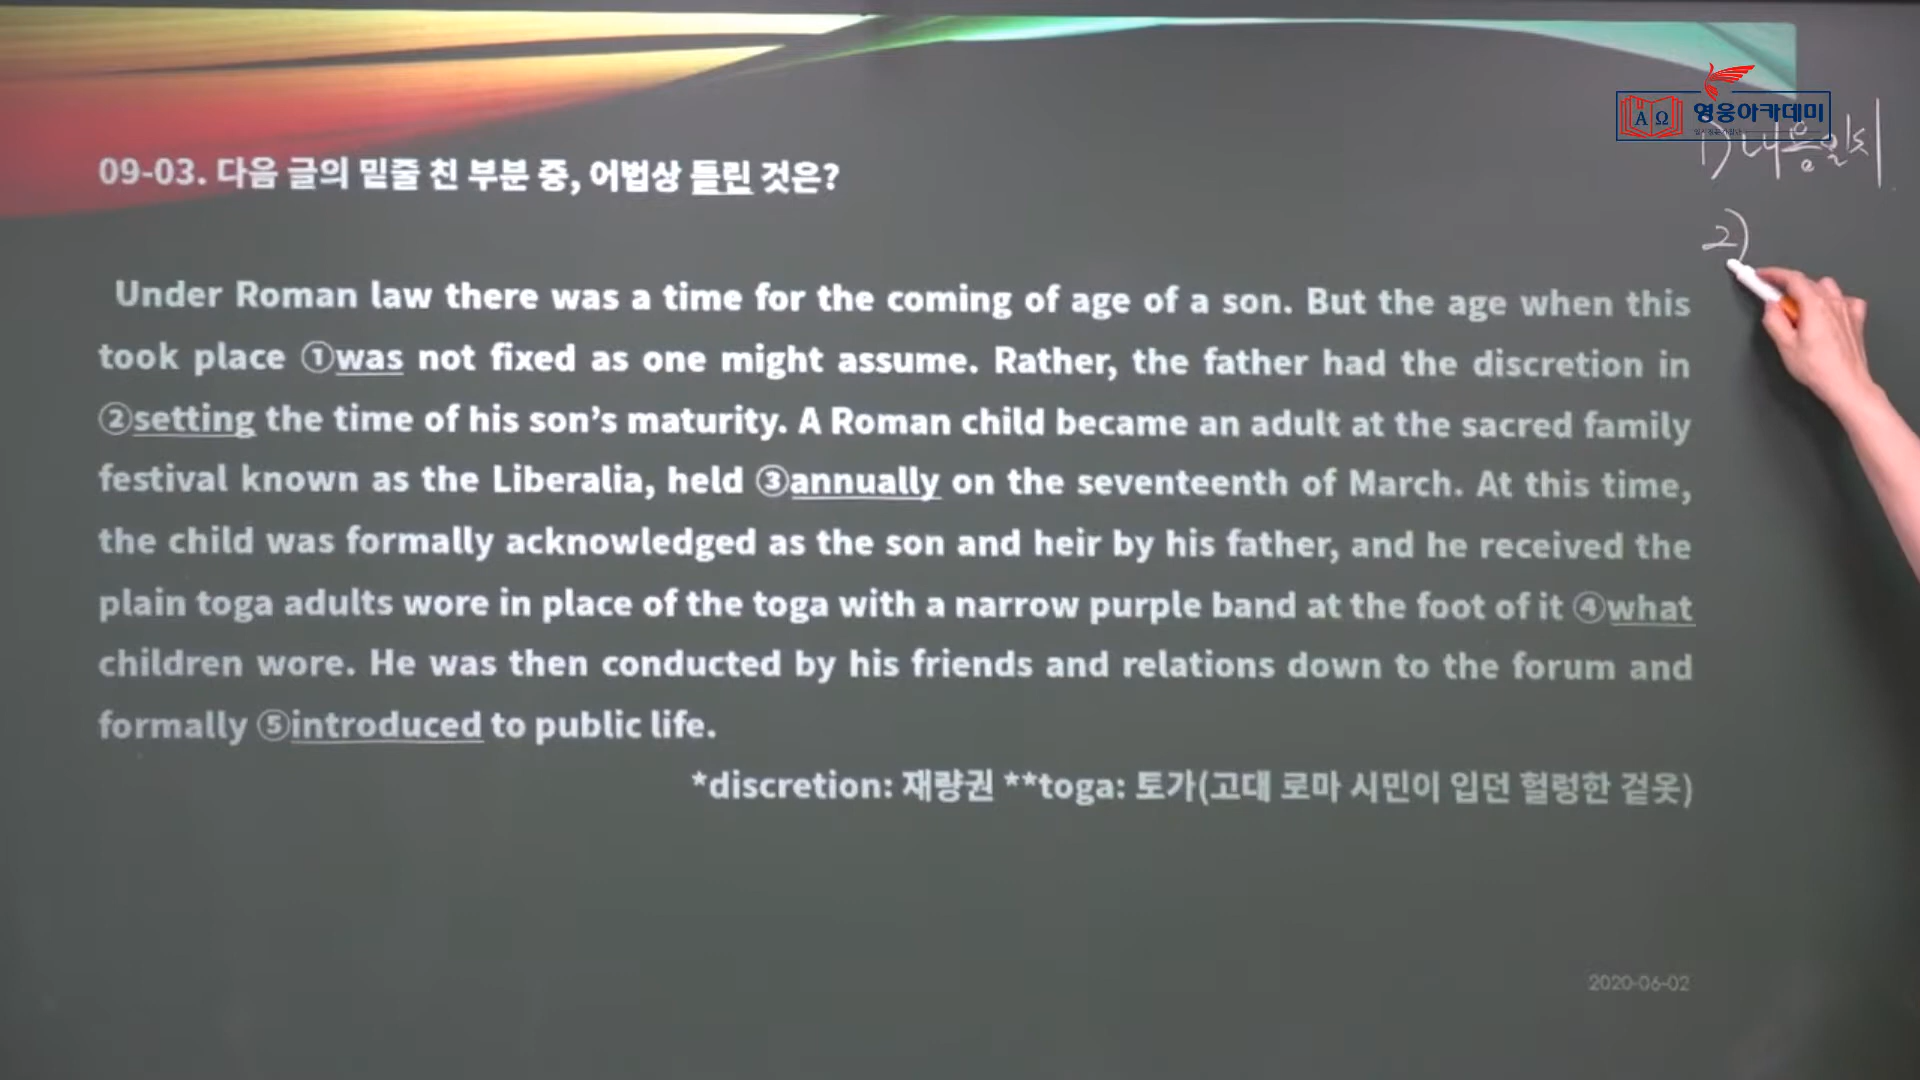 영웅아카데미
ΑΩ
1) 내용일치
2)
09-03. 다음 글의 밑줄 친 부분 중, 어법상 틀린 것은?
Under Roman law there was a time for the coming of age of a son. But the age when this
took place ①was not fixed as one might assume. Rather, the father had the discretion in
②setting the time of his son’s maturity. A Roman child became an adult at the sacred family
festival known as the Liberalia, held ③annually on the seventeenth of March. At this time,
the child was formally acknowledged as the son and heir by his father, and he received the
plain toga adults wore in place of the toga with a narrow purple band at the foot of it ④what
children wore. He was then conducted by his friends and relations down to the forum and
formally ⑤introduced to public life.
*discretion: 재량권 **toga: 토가(고대 로마 시민이 입던 헐렁한 겉옷)
2020-06-02